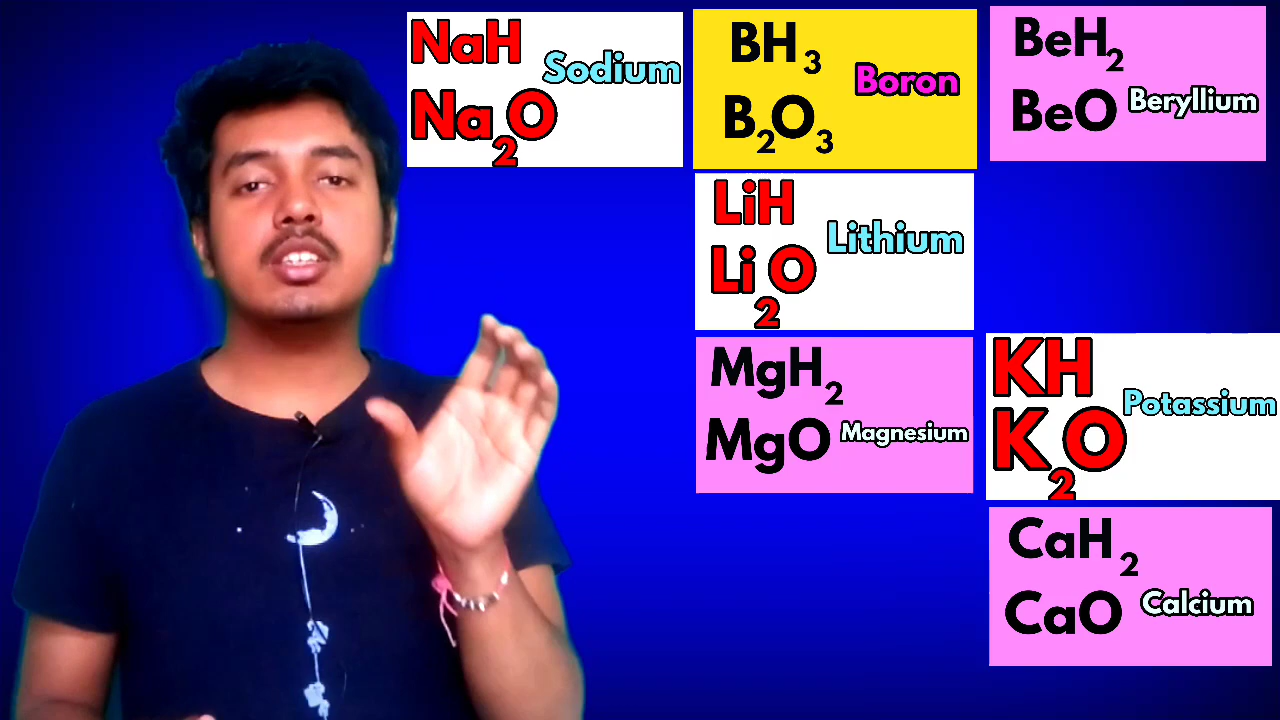 NaH
Sodium
Na2O
BH3
Boron
B2O3
BeH2
BeO Beryllium
LiH
Lithium
Li2O
MgH2
MgO Magnesium
KH
Potassium
K2O
CaH2
CaO Calcium